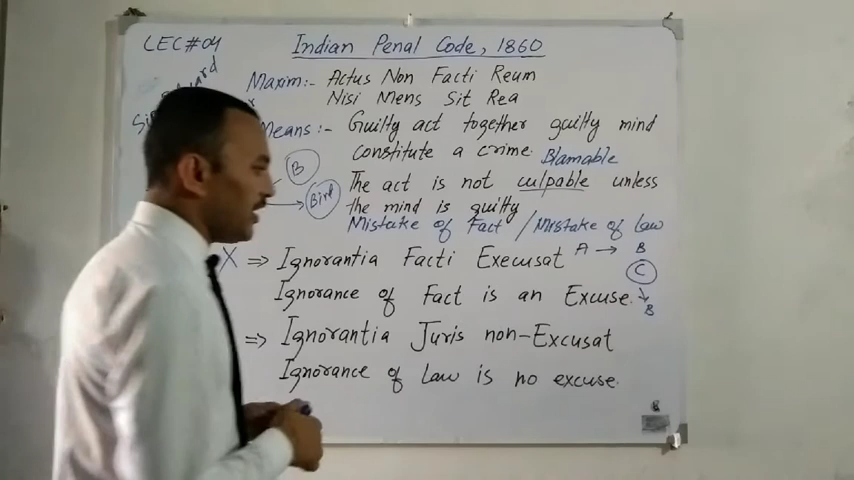 LEC#04
Indian Penal Code, 1860
Maxim:- Actus Non Facti Reum
Nisi Mens Sit Rea
Means:- Guilty act together guilty mind
constitute a crime. Blamable
B
The act is not culpable unless
Bird
the mind is guilty
Mistake of Fact / Mistake of Law
X ⇒ Ignorantia Facti Execusat A → B
C
Ignorance of Fact is an Excuse. B
⇒ Ignorantia Juris non-Excusat
Ignorance of Law is no excuse.